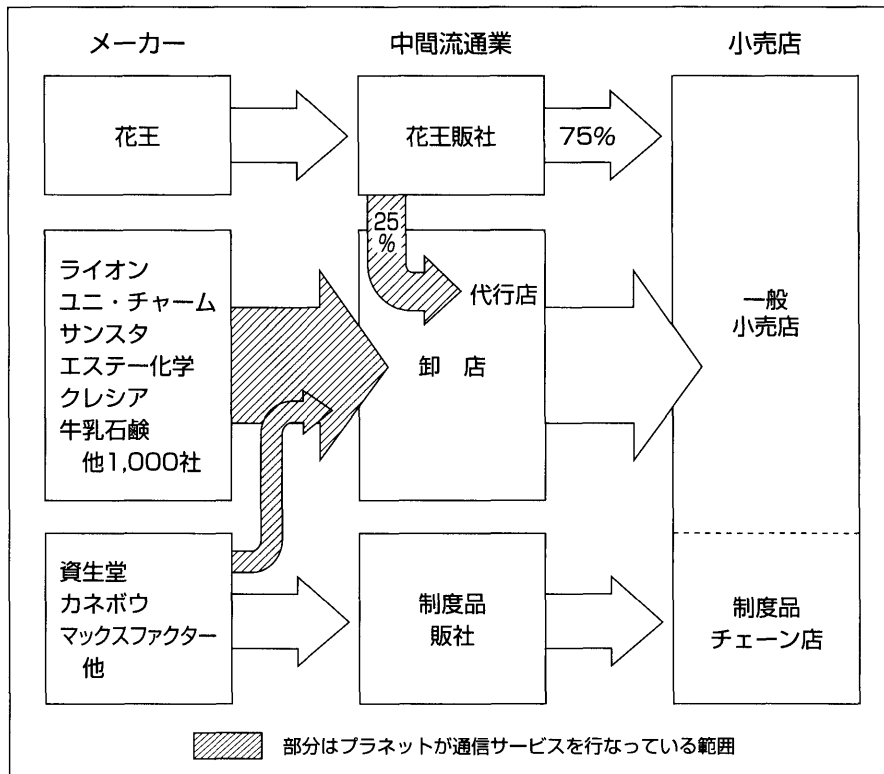 メーカー
中間流通業
小売店
花王
花王販社
75%
25
%
ライオン
ユニ・チャーム
サンスタ
エステー化学
クレシア
牛乳石鹸
他1,000社
代行店
卸 店
一般
小売店
資生堂
カネボウ
マックスファクター
他
制度品
販社
制度品
チェーン店
部分はプラネットが通信サービスを行なっている範囲